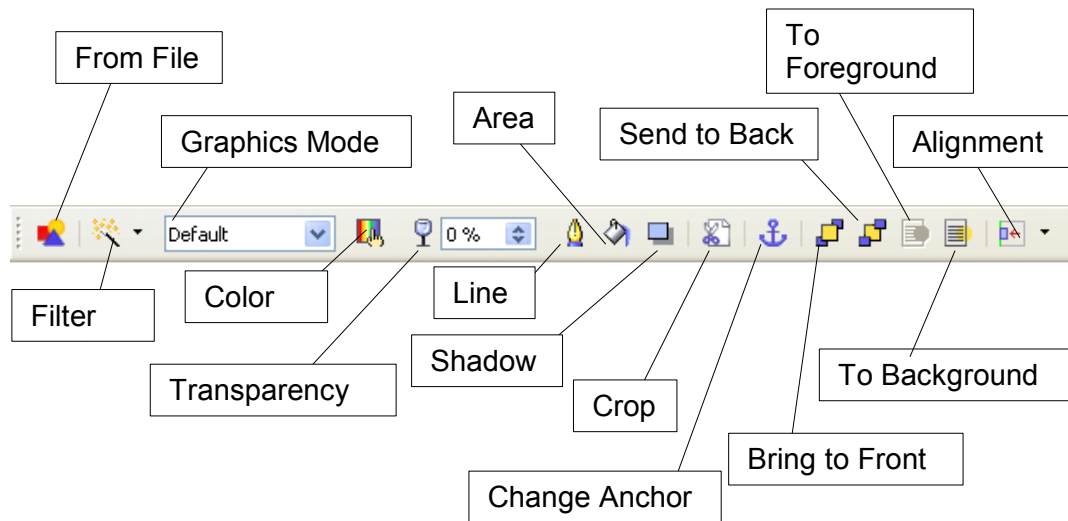 To
Foreground
From File
Area
Send to Back
Alignment
Graphics Mode
Default
0 %
Filter
Color
Line
Shadow
Transparency
To Background
Crop
Bring to Front
Change Anchor